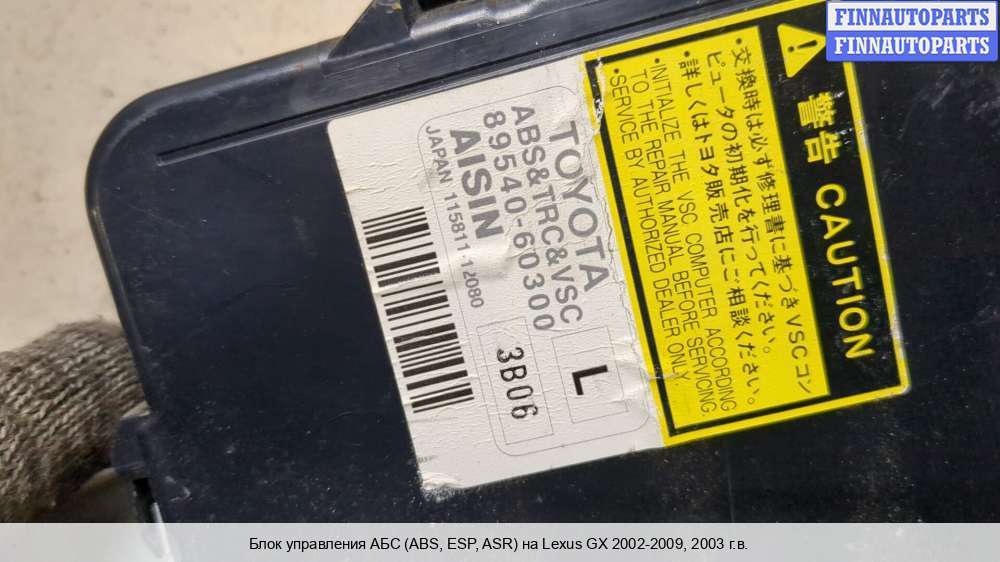 FINNAUTOPARTS
FINNAUTOPARTS
TOYOTA
ABS&TRC&VSC
89540-60300
AISIN
JAPAN 115811-12080
L
3B06
警告 CAUTION
・交換時は必ず修理書に基づきVSCコン
ピュータの初期化を行ってください。
・詳しくはトヨタ販売店にご相談ください。
・INITIALIZE THE VSC COMPUTER ACCORDING
TO THE REPAIR MANUAL BEFORE SERVICING.
・SERVICE BY AUTHORIZED DEALER ONLY.
Блок управления АБС (ABS, ESP, ASR) на Lexus GX 2002-2009, 2003 г.в.